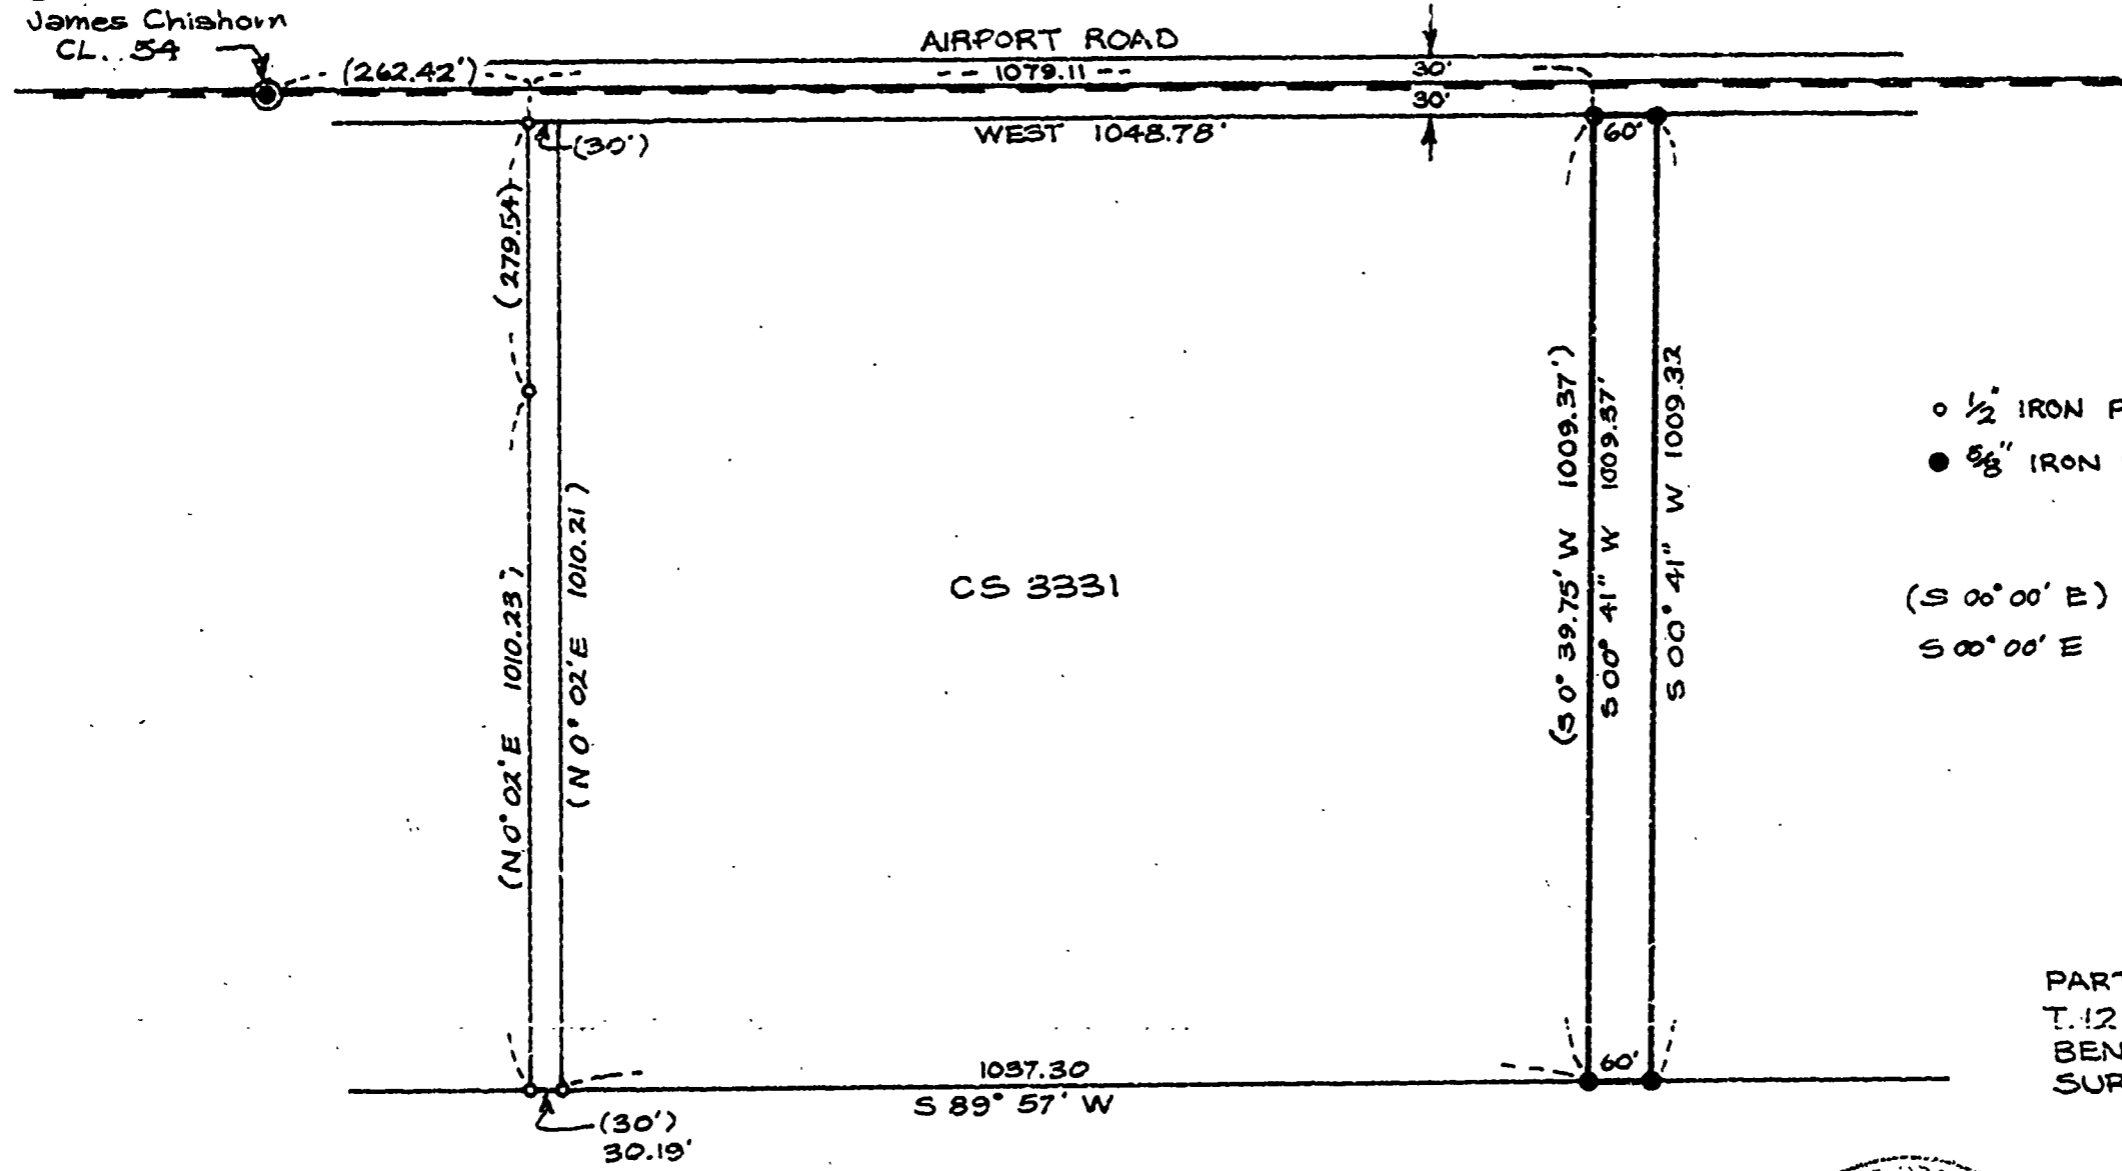 James Chishorn
CL. 54
AIRPORT ROAD
(262.42')
-- 1079.11 --
30'
30'
(30')
WEST 1048.78'
60'
(279.54)
(N 0° 02' E 1010.23')
(N 0° 02' E 1010.21)
CS 3331
(S 0° 39.75' W 1009.37')
S 00° 41" W 1009.37'
S 00° 41" W 1009.32
○ 1/2" IRON P
● 5/8" IRON
(S 00° 00' E)
S 00° 00' E
PART
T. 12
BEN
SUR
1037.30
60'
S 89° 57' W
(30')
30.19'